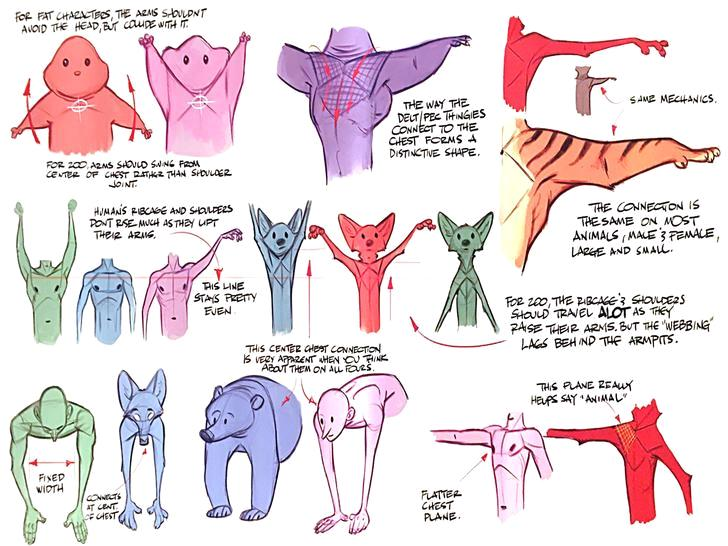 FOR FAT CHARACTERS, THE ARMS SHOULDN'T
AVOID THE HEAD, BUT COLLIDE WITH IT.
FOR ZOO, ARMS SHOULD SWING FROM
CENTER OF CHEST RATHER THAN SHOULDER
JOINT.
THE WAY THE
DELT/PEC THINGIES
CONNECT TO THE
CHEST FORMS A
DISTINCTIVE SHAPE.
SAME MECHANICS.
THE CONNECTION IS
THE SAME ON MOST
ANIMALS, MALE & FEMALE,
LARGE AND SMALL.
HUMAN'S RIBCAGE AND SHOULDERS
DON'T RISE MUCH AS THEY LIFT
THEIR ARMS.
THIS LINE
STAYS PRETTY
EVEN.
FOR ZOO, THE RIBCAGE & SHOULDERS
SHOULD TRAVEL ALOT AS THEY
RAISE THEIR ARMS. BUT THE "WEBBING"
LAGS BEHIND THE ARMPITS.
THIS CENTER CHEST CONNECTION
IS VERY APPARENT WHEN YOU THINK
ABOUT THEM ON ALL FOURS.
FIXED
WIDTH
CONNECTS
AT CENT.
OF CHEST
THIS PLANE REALLY
HELPS SAY "ANIMAL"
FLATTER
CHEST
PLANE.